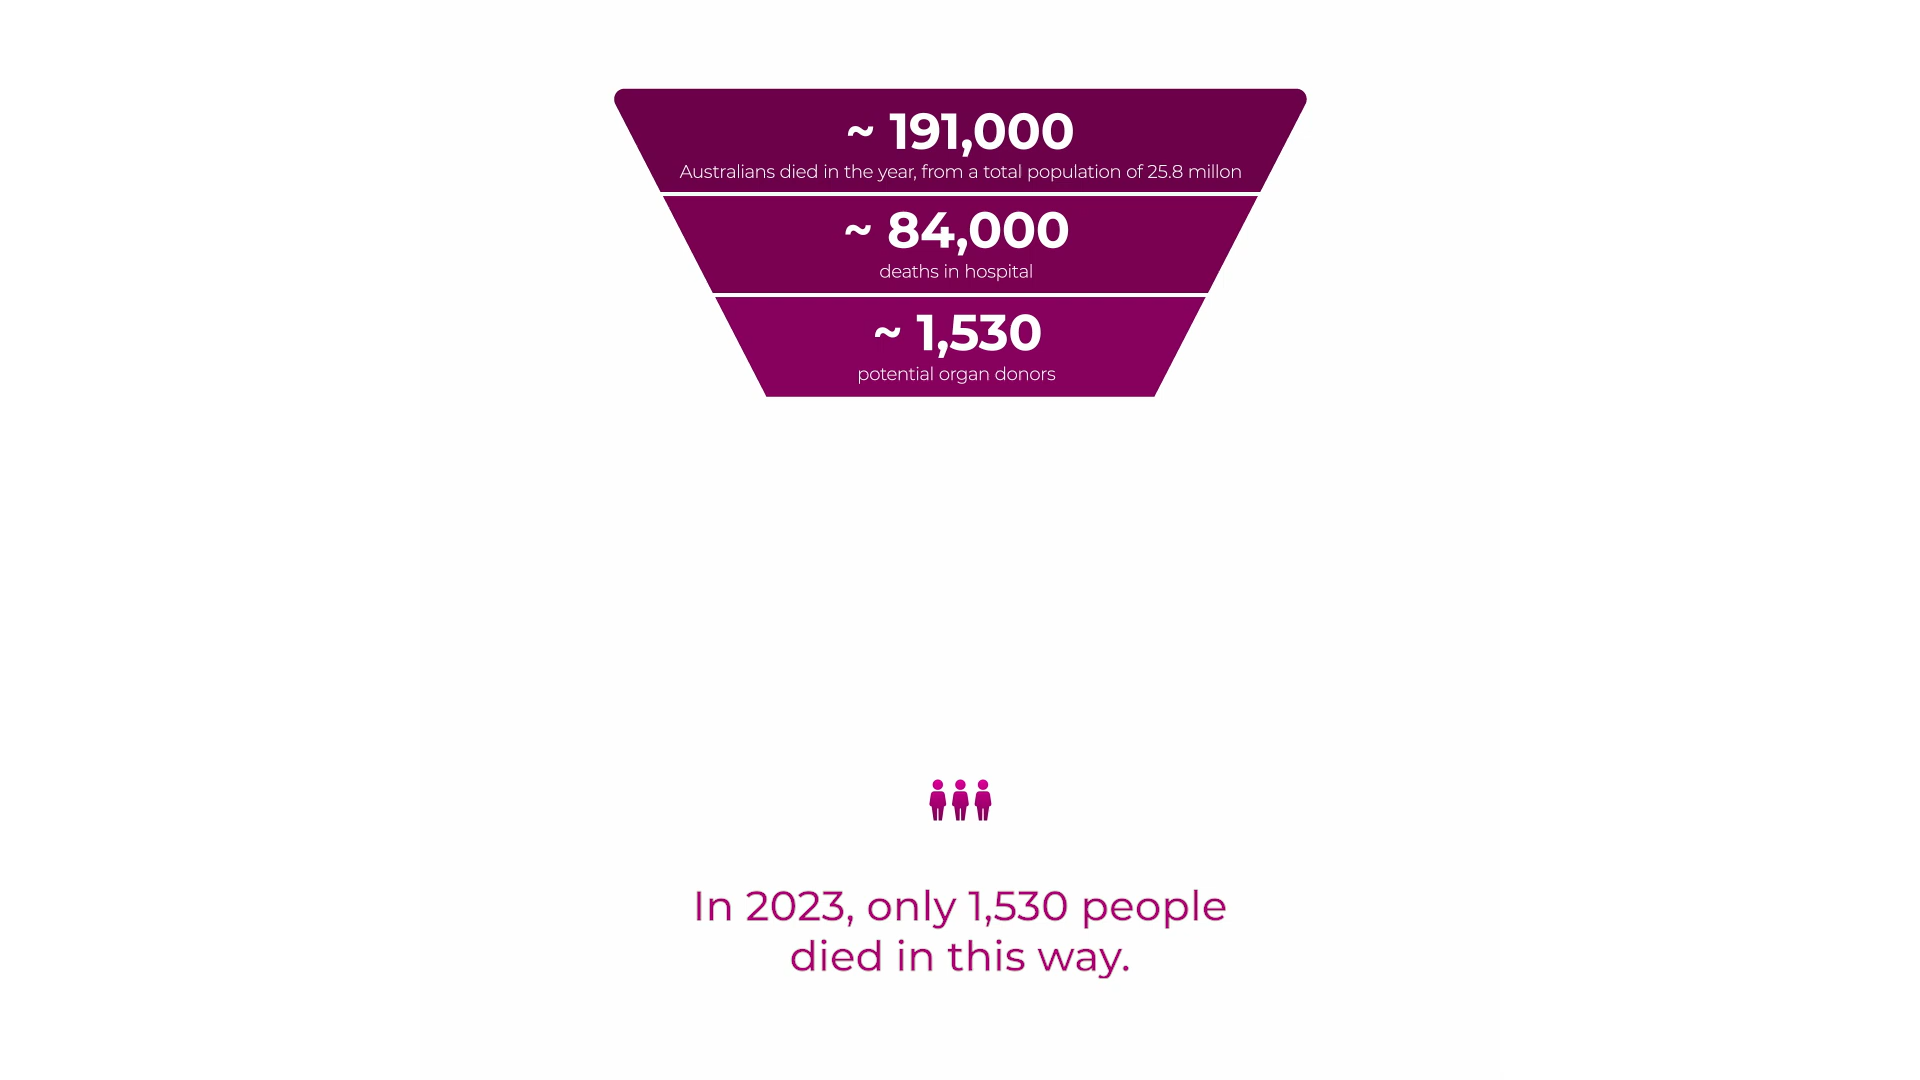 ~ 191,000
Australians died in the year, from a total population of 25.8 millon
~ 84,000
deaths in hospital
~ 1,530
potential organ donors
In 2023, only 1,530 people
died in this way.